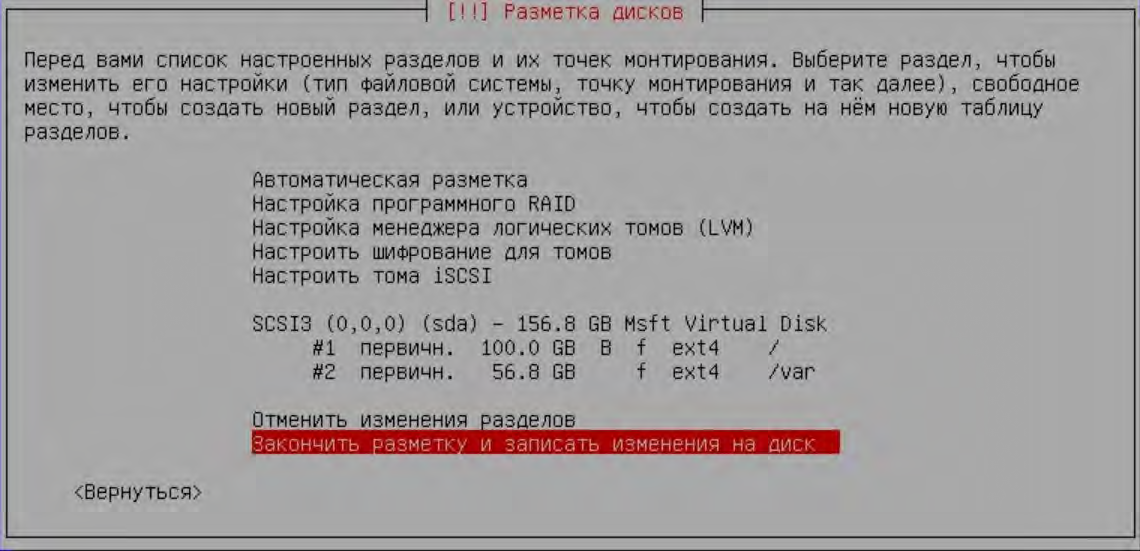 [!!] Разметка дисков
Перед вами список настроенных разделов и их точек монтирования. Выберите раздел, чтобы
изменить его настройки (тип файловой системы, точку монтирования и так далее), свободное
место, чтобы создать новый раздел, или устройство, чтобы создать на нём новую таблицу
разделов.
Автоматическая разметка
Настройка программного RAID
Настройка менеджера логических томов (LVM)
Настроить шифрование для томов
Настроить тома iSCSI
SCSI3 (0,0,0) (sda) - 156.8 GB Msft Virtual Disk
#1 первичн. 100.0 GB B f ext4 /
#2 первичн. 56.8 GB f ext4 /var
Отменить изменения разделов
Закончить разметку и записать изменения на диск
<Вернуться>